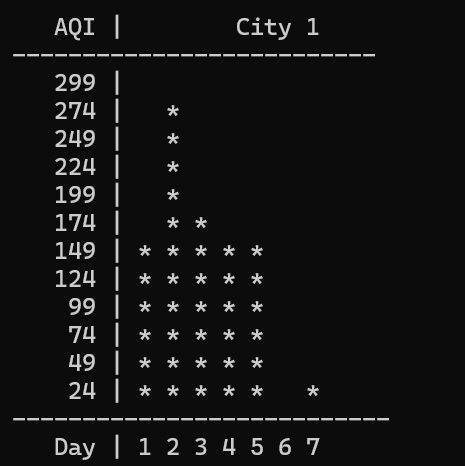 AQI |        City 1
--------------------------
   299 |
   274 |   *
   249 |   *
   224 |   *
   199 |   *
   174 |   * *
   149 | * * * * *
   124 | * * * * *
    99 | * * * * *
    74 | * * * * *
    49 | * * * * *
    24 | * * * * *   *
---------------------------
   Day | 1 2 3 4 5 6 7